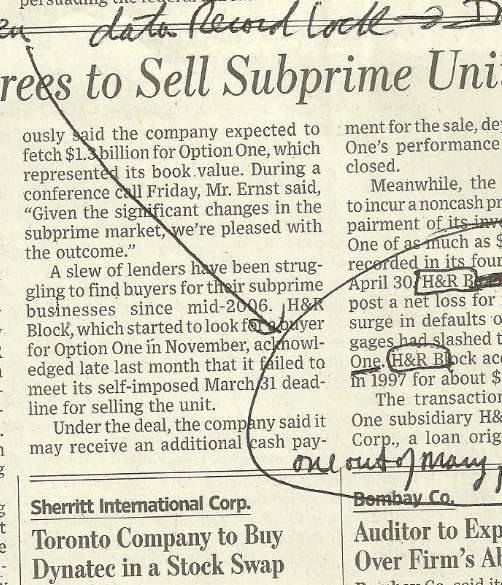 data Record Lock → D
rees to Sell Subprime Uni
ously said the company expected to
fetch $1.3 billion for Option One, which
represented its book value. During a
conference call Friday, Mr. Ernst said,
“Given the significant changes in the
subprime market, we’re pleased with
the outcome.”
A slew of lenders have been strug-
gling to find buyers for their subprime
businesses since mid-2006. H&R
Block, which started to look for a buyer
for Option One in November, acknowl-
edged late last month that it failed to
meet its self-imposed March 31 dead-
line for selling the unit.
Under the deal, the company said it
may receive an additional cash pay-
ment for the sale, de
One’s performance
closed.
Meanwhile, the
to incur a noncash pr
pairment of its inve
One of as much as $
recorded in its four
April 30. H&R B
post a net loss for
surge in defaults o
gages had slashed t
One. H&R Block acq
in 1997 for about $
The transaction
One subsidiary H&
Corp., a loan orig
one out of many
Sherritt International Corp.
Toronto Company to Buy
Dynatec in a Stock Swap
Bombay Co.
Auditor to Exp
Over Firm’s Ab